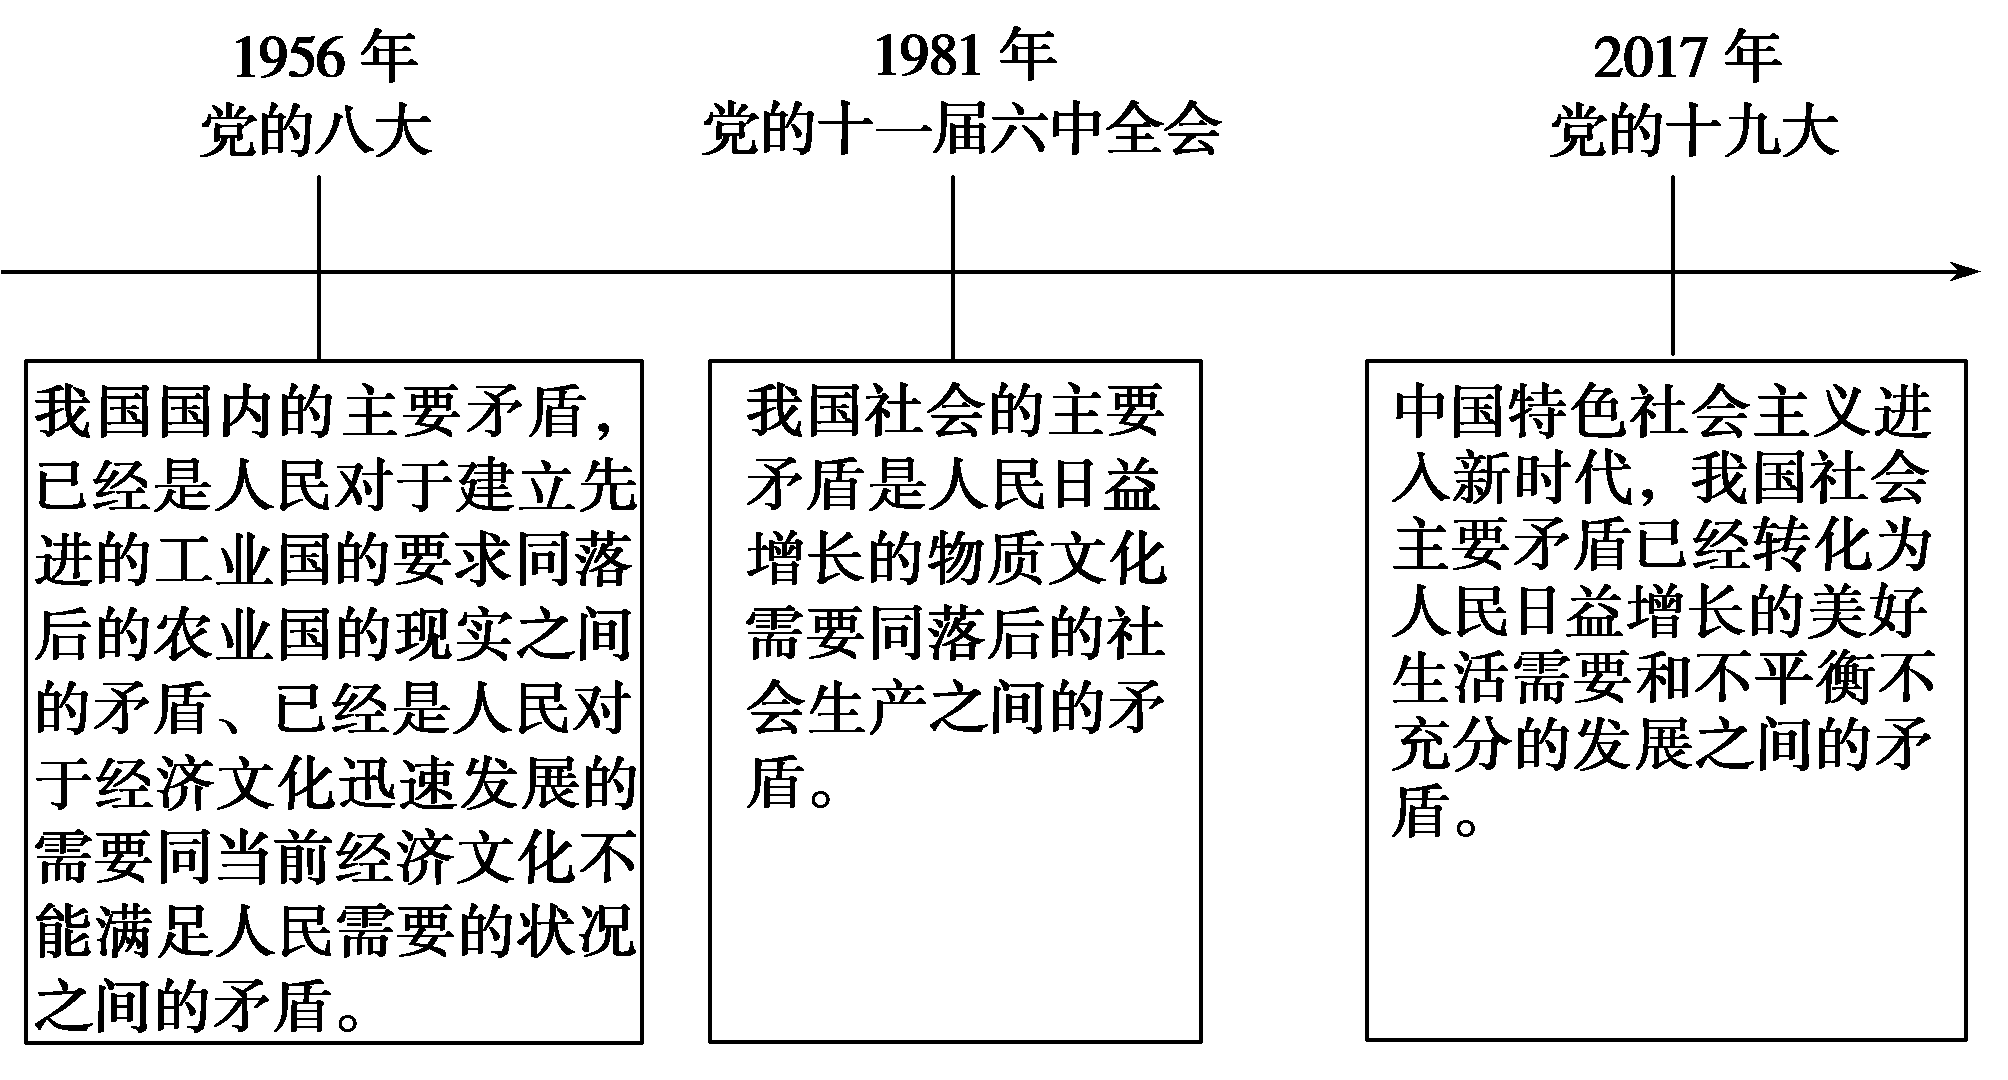 1956 年
党的八大
1981 年
党的十一届六中全会
2017 年
党的十九大
我国国内的主要矛盾，
已经是人民对于建立先
进的工业国的要求同落
后的农业国的现实之间
的矛盾、已经是人民对
于经济文化迅速发展的
需要同当前经济文化不
能满足人民需要的状况
之间的矛盾。
我国社会的主要
矛盾是人民日益
增长的物质文化
需要同落后的社
会生产之间的矛
盾。
中国特色社会主义进
入新时代，我国社会
主要矛盾已经转化为
人民日益增长的美好
生活需要和不平衡不
充分的发展之间的矛
盾。